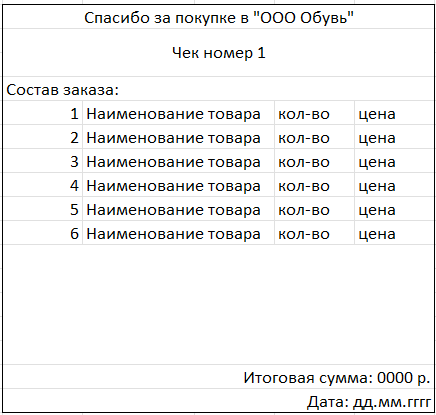 Спасибо за покупке в "ООО Обувь"
Чек номер 1
Состав заказа:
1 Наименование товара кол-во цена
2 Наименование товара кол-во цена
3 Наименование товара кол-во цена
4 Наименование товара кол-во цена
5 Наименование товара кол-во цена
6 Наименование товара кол-во цена
Итоговая сумма: 0000 р.
Дата: дд.мм.гггг